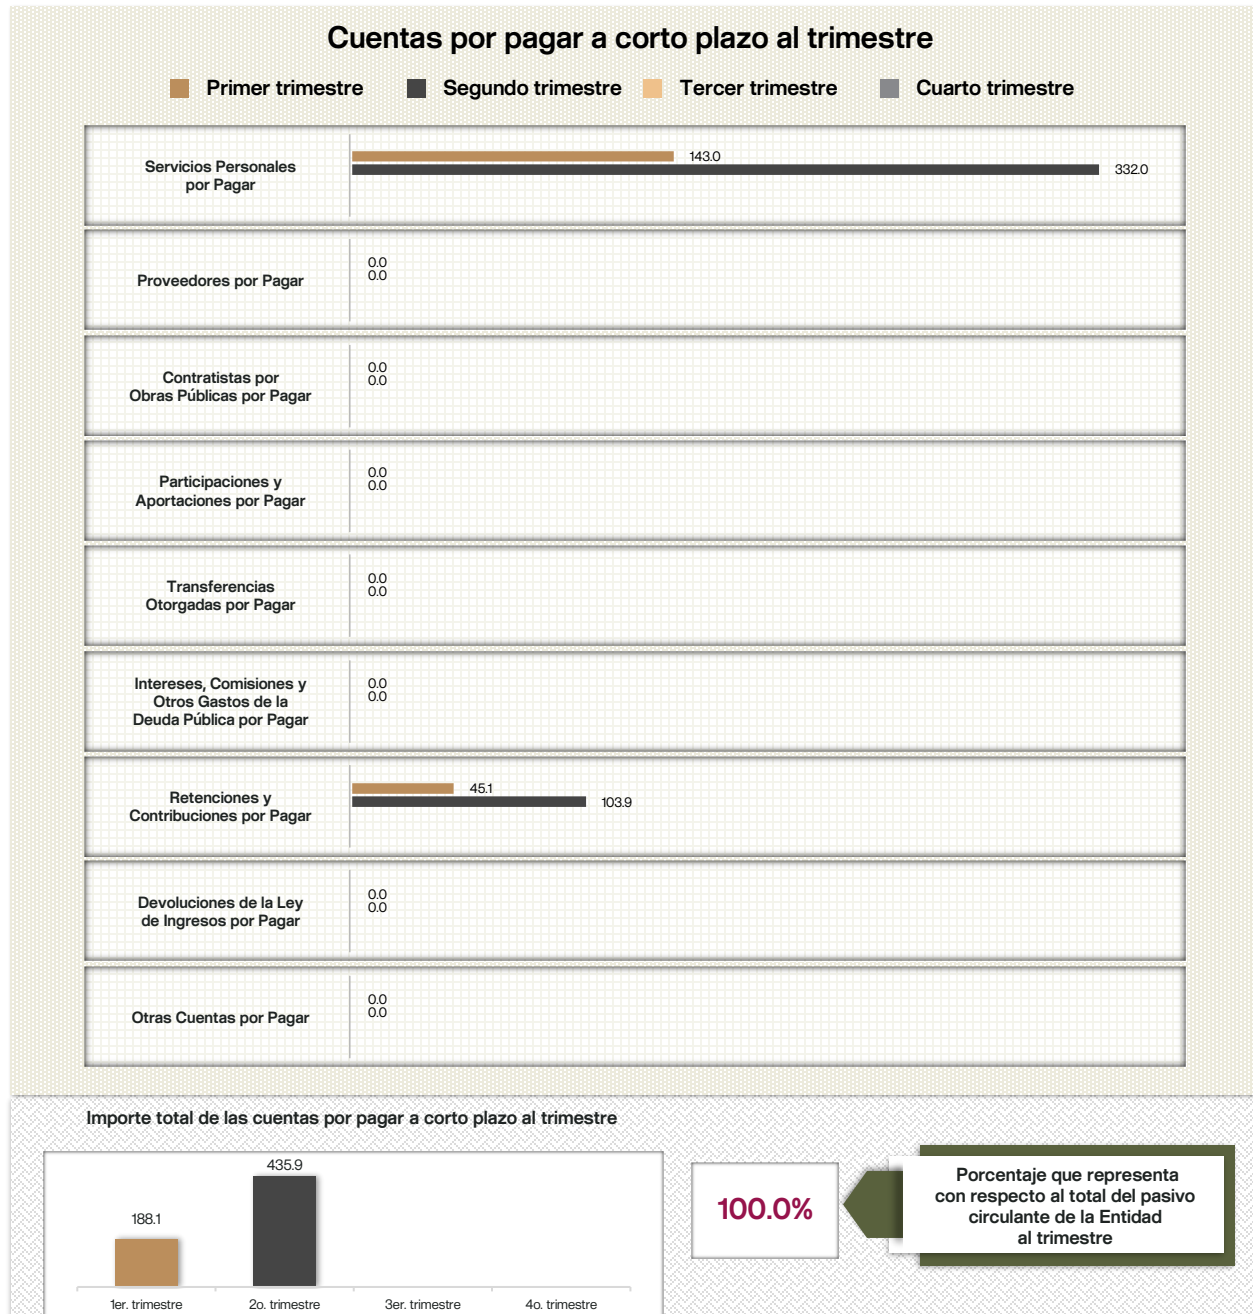 Cuentas por pagar a corto plazo al trimestre
Primer trimestre Segundo trimestre Tercer trimestre Cuarto trimestre
Servicios Personales
por Pagar
143.0
332.0
Proveedores por Pagar
0.0
0.0
Contratistas por
Obras Públicas por Pagar
0.0
0.0
Participaciones y
Aportaciones por Pagar
0.0
0.0
Transferencias
Otorgadas por Pagar
0.0
0.0
Intereses, Comisiones y
Otros Gastos de la
Deuda Pública por Pagar
0.0
0.0
Retenciones y
Contribuciones por Pagar
45.1
103.9
Devoluciones de la Ley
de Ingresos por Pagar
0.0
0.0
Otras Cuentas por Pagar
0.0
0.0
Importe total de las cuentas por pagar a corto plazo al trimestre
188.1
435.9
1er. trimestre 2o. trimestre 3er. trimestre 4o. trimestre
100.0%
Porcentaje que representa
con respecto al total del pasivo
circulante de la Entidad
al trimestre